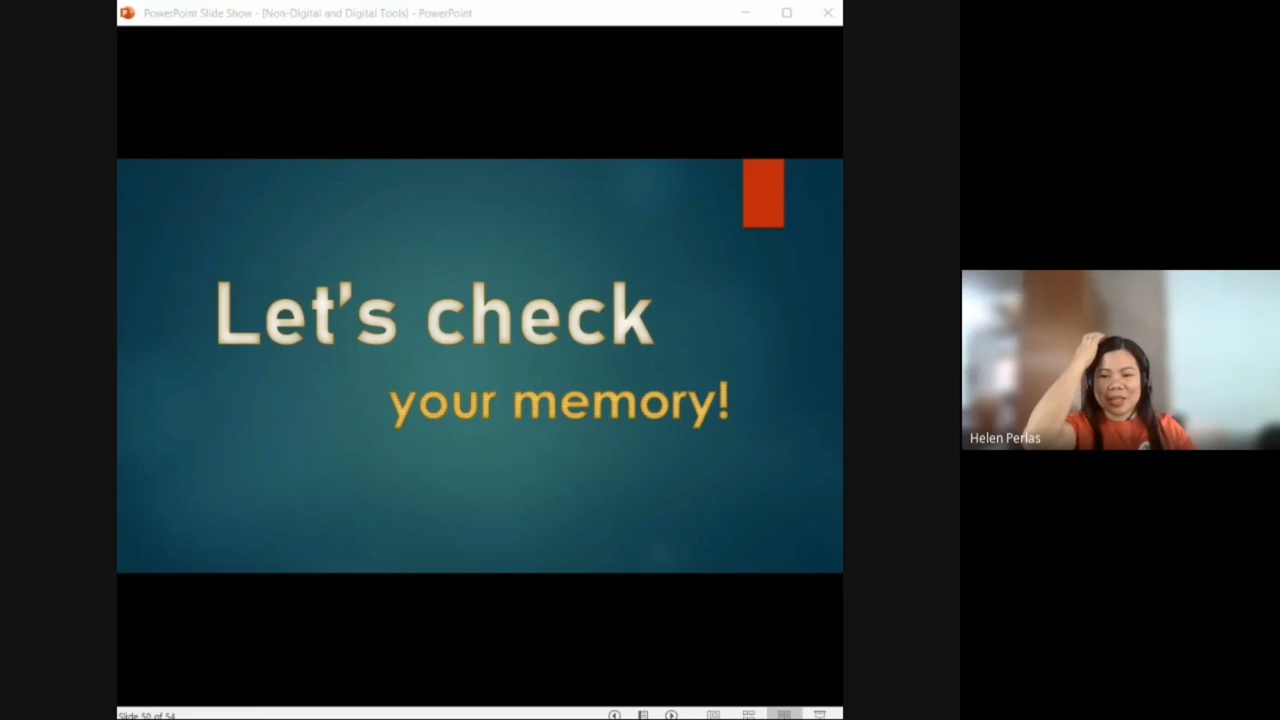 PowerPoint Slide Show - [Non-Digital and Digital Tools] - PowerPoint
Let's check
your memory!
Helen Perlas
Slide 50 of 54